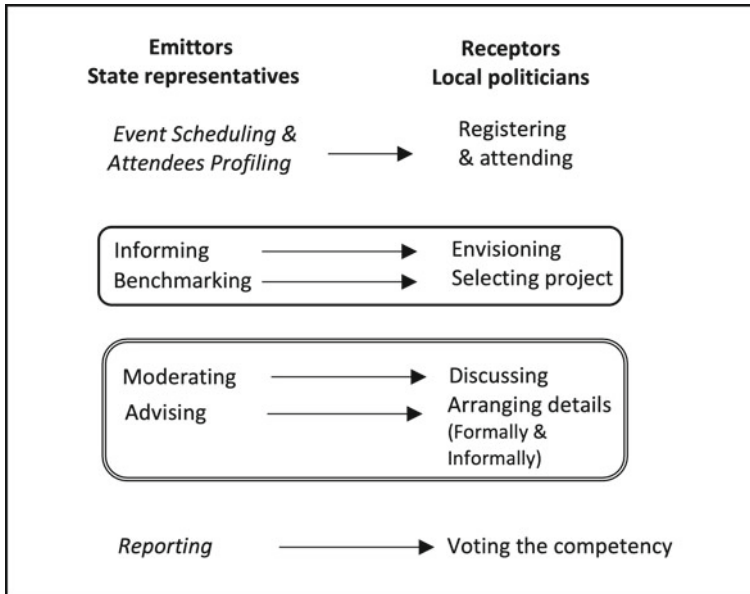 Emittors
State representatives
Receptors
Local politicians
Event Scheduling &
Attendees Profiling
Registering
& attending
Informing
Envisioning
Benchmarking
Selecting project
Moderating
Discussing
Advising
Arranging details
(Formally &
Informally)
Reporting
Voting the competency